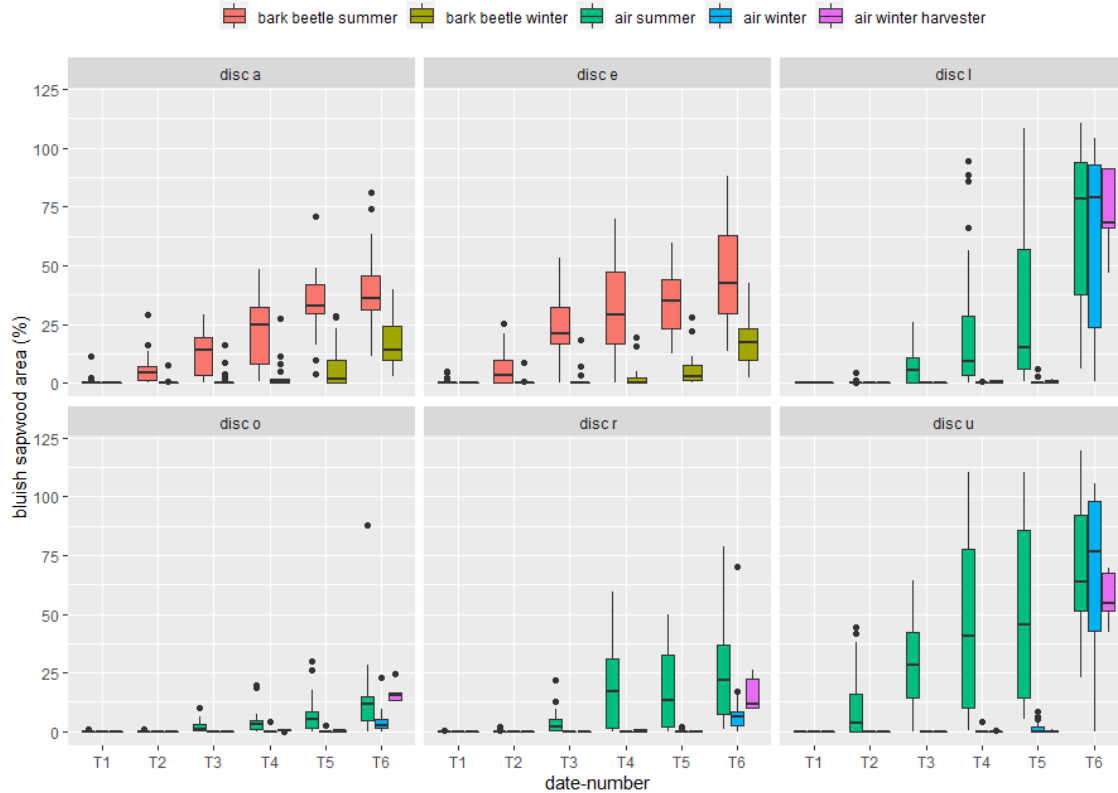 bark beetle summer bark beetle winter air summer air winter air winter harvester
disc a disc e disc l
125
100
75
50
25
0
disc o disc r disc u
125
100
75
50
25
0
bluish sapwood area (%)
T1 T2 T3 T4 T5 T6 T1 T2 T3 T4 T5 T6 T1 T2 T3 T4 T5 T6
date-number